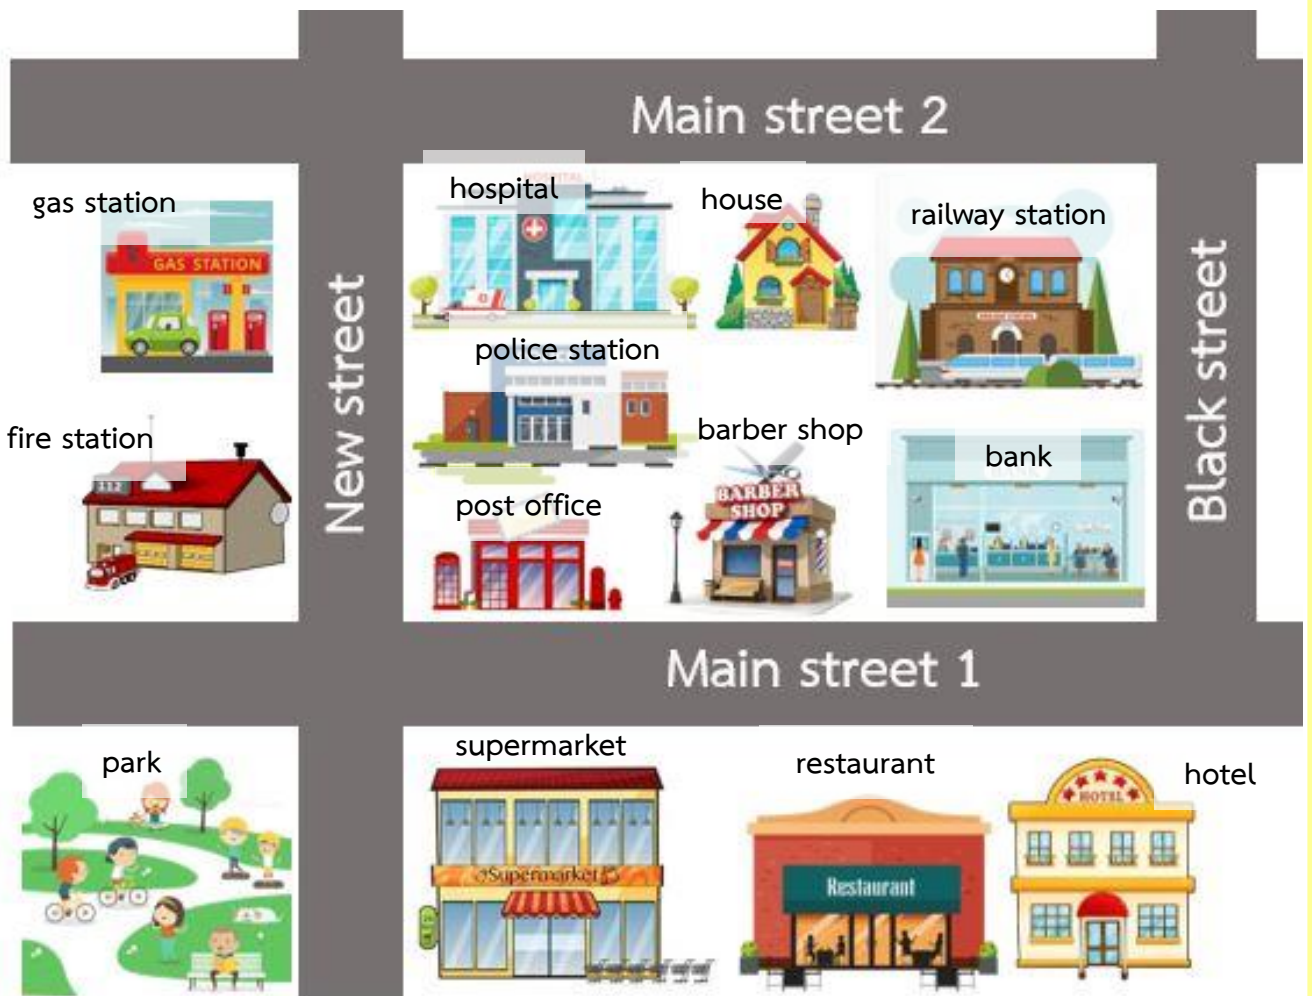 Main street 2
gas station
GAS STATION
hospital
HOSPITAL
house
railway station
New street
Black street
police station
fire station
112
barber shop
BARBER
SHOP
bank
post office
Main street 1
park
supermarket
Supermarket
restaurant
Restaurant
hotel
HOTEL